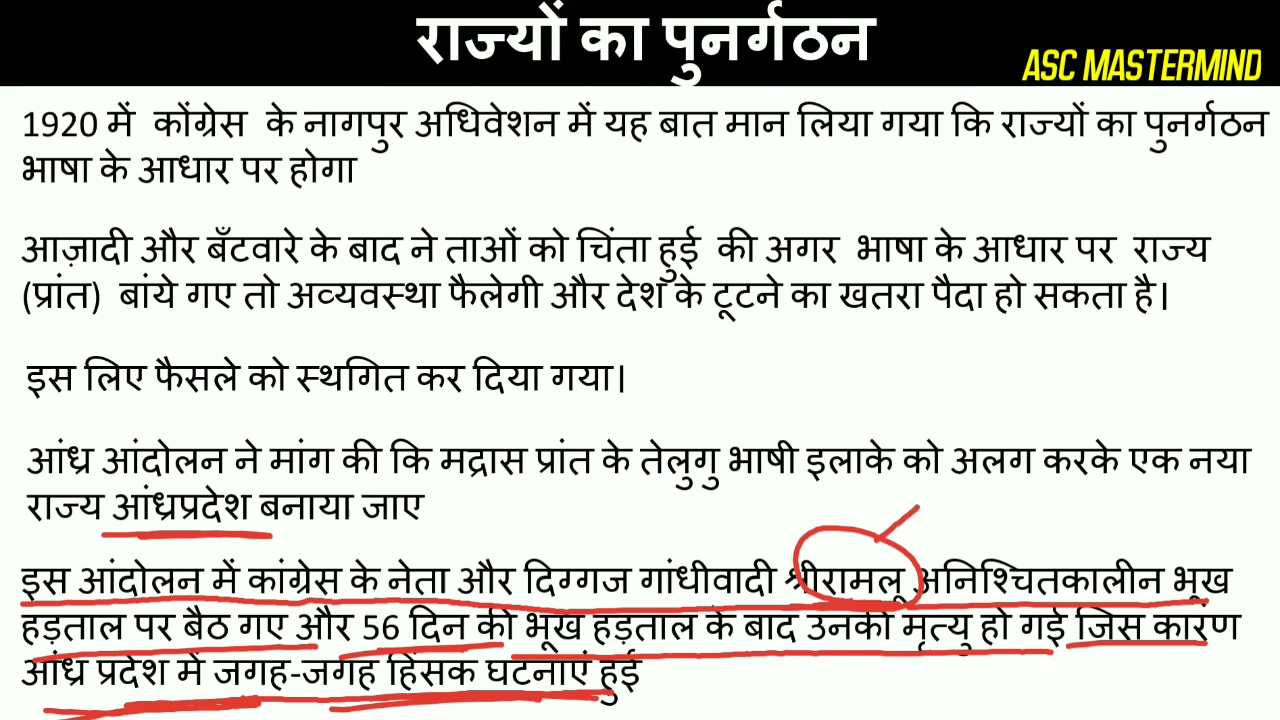 राज्यों का पुनर्गठन
ASC MASTERMIND
1920 में कोंग्रेस के नागपुर अधिवेशन में यह बात मान लिया गया कि राज्यों का पुनर्गठन
भाषा के आधार पर होगा
आज़ादी और बँटवारे के बाद ने ताओं को चिंता हुई की अगर भाषा के आधार पर राज्य
(प्रांत) बांये गए तो अव्यवस्था फैलेगी और देश के टूटने का खतरा पैदा हो सकता है।
इस लिए फैसले को स्थगित कर दिया गया।
आंध्र आंदोलन ने मांग की कि मद्रास प्रांत के तेलुगु भाषी इलाके को अलग करके एक नया
राज्य आंध्रप्रदेश बनाया जाए
इस आंदोलन में कांग्रेस के नेता और दिग्गज गांधीवादी श्रीरामलू अनिश्चितकालीन भूख
हड़ताल पर बैठ गए और 56 दिन की भूख हड़ताल के बाद उनकी मृत्यु हो गई जिस कारण
आंध्र प्रदेश में जगह-जगह हिंसक घटनाएं हुई